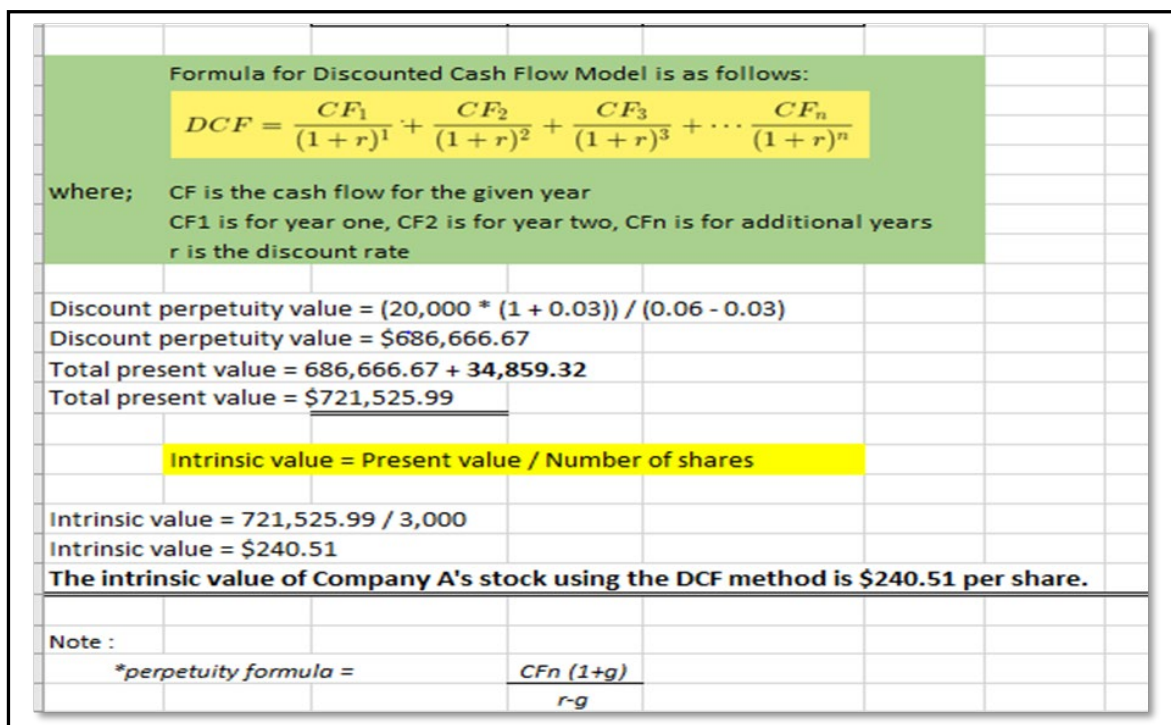 Formula for Discounted Cash Flow Model is as follows:
DCF = CF₁/(1 + r)¹ + CF₂/(1 + r)² + CF₃/(1 + r)³ + ··· CFₙ/(1 + r)ⁿ
where; CF is the cash flow for the given year
CF1 is for year one, CF2 is for year two, CFn is for additional years
r is the discount rate
Discount perpetuity value = (20,000 * (1 + 0.03)) / (0.06 - 0.03)
Discount perpetuity value = $686,666.67
Total present value = 686,666.67 + 34,859.32
Total present value = $721,525.99
Intrinsic value = Present value / Number of shares
Intrinsic value = 721,525.99 / 3,000
Intrinsic value = $240.51
The intrinsic value of Company A's stock using the DCF method is $240.51 per share.
Note :
*perpetuity formula = CFn (1+g)
r-g